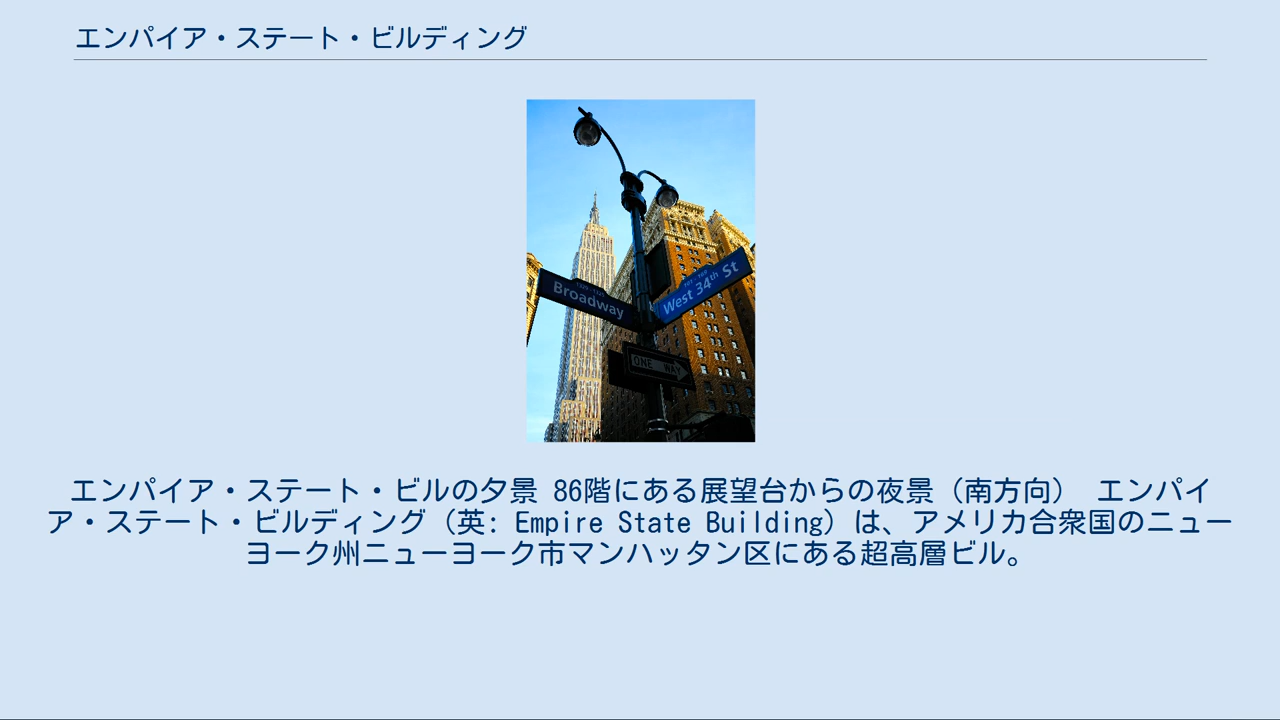 エンパイア・ステート・ビルディング
Broadway
West 34th St
ONE WAY
エンパイア・ステート・ビルの夕景 86階にある展望台からの夜景（南方向） エンパイ
ア・ステート・ビルディング（英: Empire State Building）は、アメリカ合衆国のニュー
ヨーク州ニューヨーク市マンハッタン区にある超高層ビル。